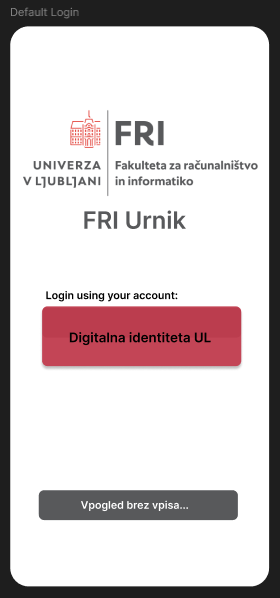 Default Login
FRI
UNIVERZA
V LJUBLJANI
Fakulteta za računalništvo
in informatiko
FRI Urnik
Login using your account:
Digitalna identiteta UL
Vpogled brez vpisa...